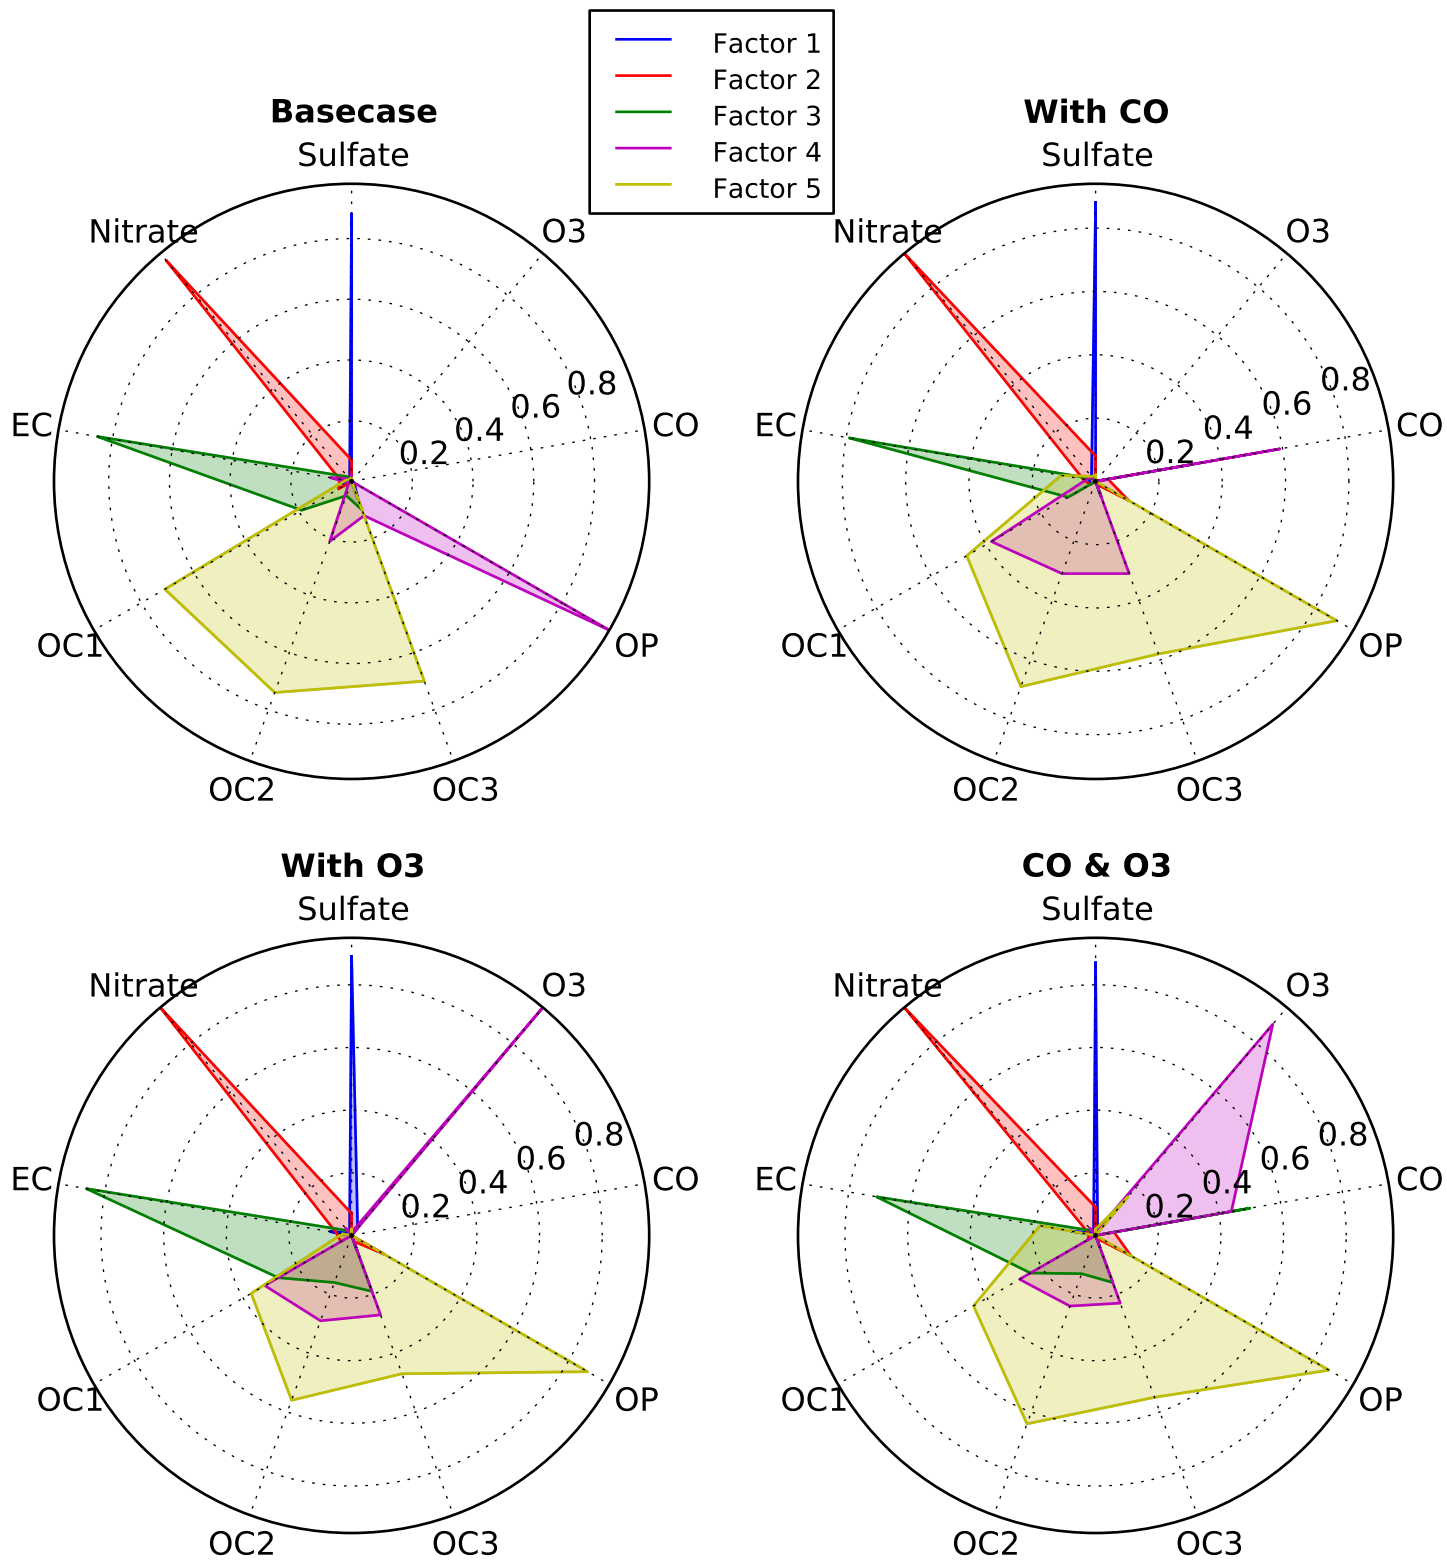 Factor 1
Factor 2
Factor 3
Factor 4
Factor 5
Basecase
Sulfate
Nitrate
O3
EC
CO
0.2
0.4
0.6
0.8
OC1
OP
OC2
OC3
With CO
Sulfate
Nitrate
O3
EC
CO
0.2
0.4
0.6
0.8
OC1
OP
OC2
OC3
With O3
Sulfate
Nitrate
O3
EC
CO
0.2
0.4
0.6
0.8
OC1
OP
OC2
OC3
CO & O3
Sulfate
Nitrate
O3
EC
CO
0.2
0.4
0.6
0.8
OC1
OP
OC2
OC3